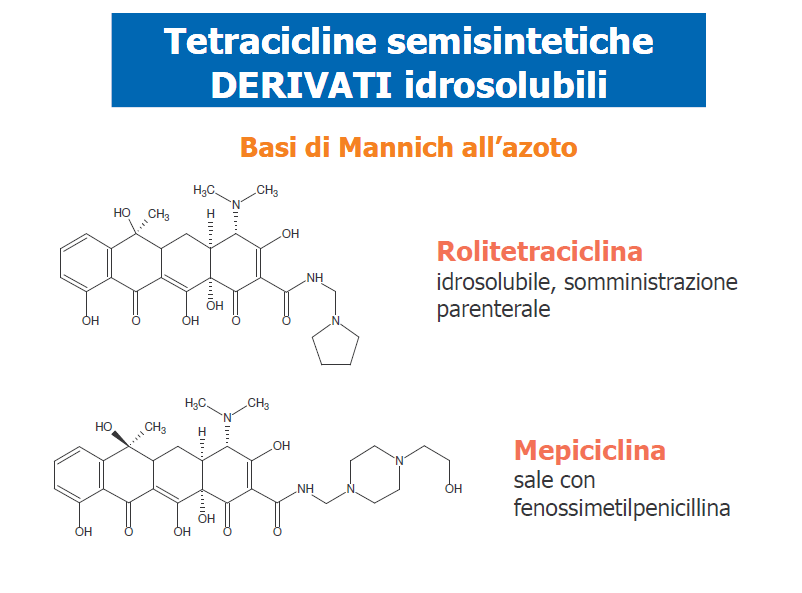 Tetracicline semisintetiche
DERIVATI idrosolubili
Basi di Mannich all'azoto
H₃C CH₃
N
HO CH₃ H
OH
NH
OH
OH O OH O O N
Rolitetraciclina
idrosolubile, somministrazione
parenterale
H₃C CH₃
N
HO CH₃ H
OH
N
NH N OH
OH
OH O OH O O
Mepiciclina
sale con
fenossimetilpenicillina